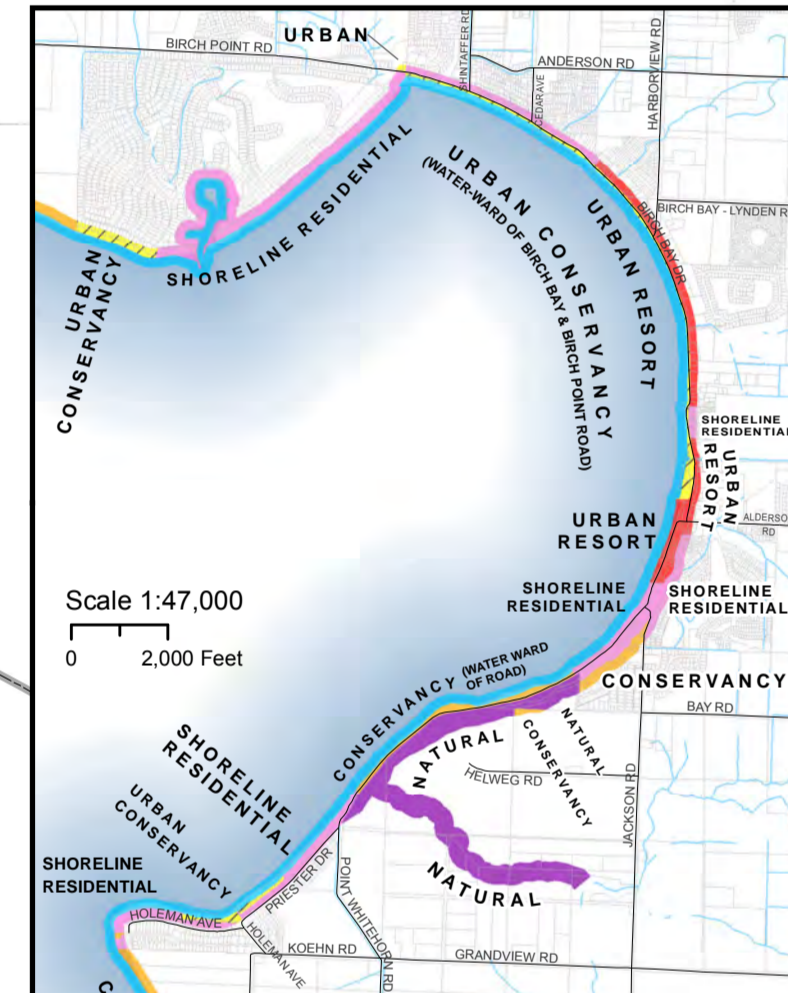 URBAN
BIRCH POINT RD
SHINTAFFER RD
ANDERSON RD
CEDAR AVE
HARBORVIEW RD
SHORELINE RESIDENTIAL
URBAN CONSERVANCY
(WATER-WARD OF BIRCH BAY & BIRCH POINT ROAD)
URBAN RESORT
BIRCH BAY DR
BIRCH BAY - LYNDEN R
URBAN
CONSERVANCY
SHORELINE
RESIDENTIAL
URBAN
RESORT
ALDERSO
RD
URBAN
RESORT
SHORELINE
RESIDENTIAL
SHORELINE
RESIDENTIAL
Scale 1:47,000
0 2,000 Feet
CONSERVANCY (WATER WARD
OF ROAD)
CONSERVANCY
BAY RD
NATURAL
NATURAL
CONSERVANCY
HELWEG RD
JACKSON RD
SHORELINE
RESIDENTIAL
URBAN
CONSERVANCY
SHORELINE
RESIDENTIAL
NATURAL
PRIESTER DR
POINT WHITEHORN RD
HOLEMAN AVE
HOLEMAN AVE
KOEHN RD
GRANDVIEW RD
C